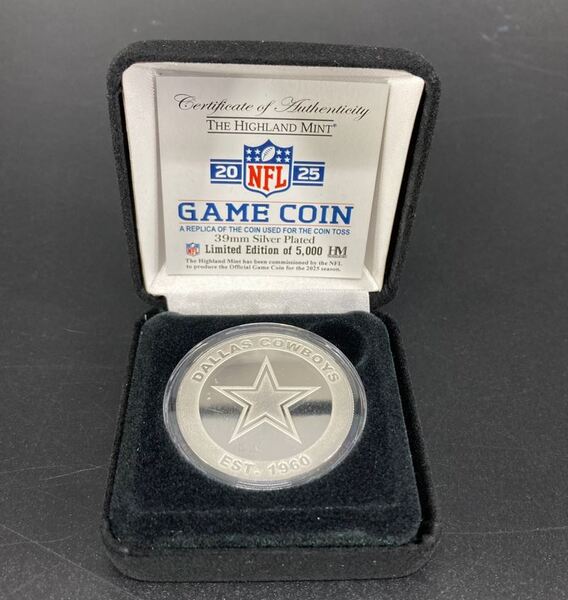 Certificate of Authenticity
THE HIGHLAND MINT®
20 NFL 25
GAME COIN
A REPLICA OF THE COIN USED FOR THE COIN TOSS
39mm Silver Plated
NFL Limited Edition of 5,000 HM
The Highland Mint has been commissioned by the NFL
to produce the Official Game Coin for the 2025 season.
DALLAS COWBOYS
EST. 1960